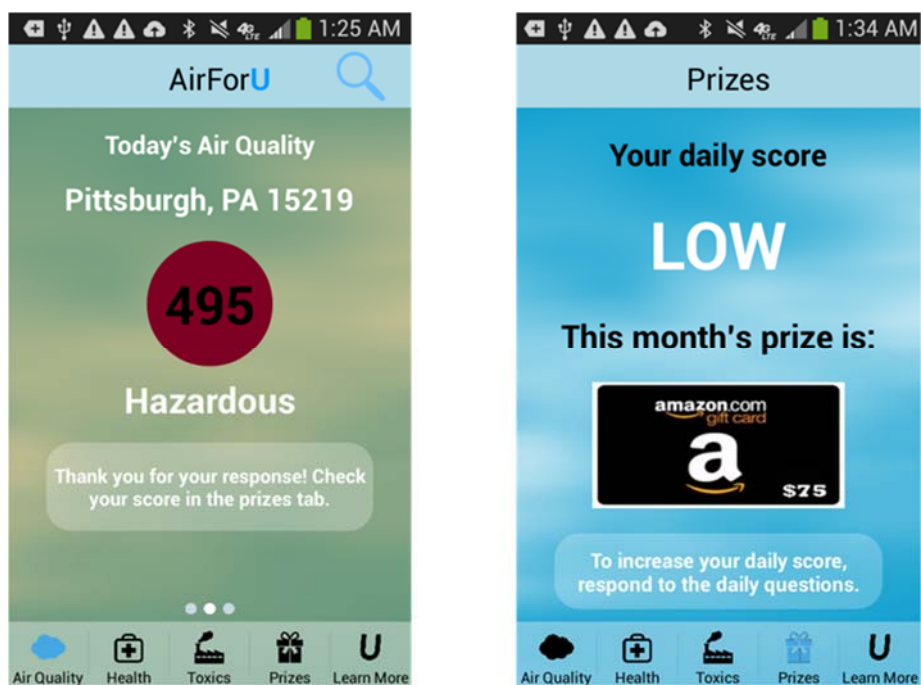 1:25 AM
AirForU
Today's Air Quality
Pittsburgh, PA 15219
495
Hazardous
Thank you for your response! Check
your score in the prizes tab.
Air Quality Health Toxics Prizes Learn More
1:34 AM
Prizes
Your daily score
LOW
This month's prize is:
amazon.com
gift card
a
$75
To increase your daily score,
respond to the daily questions.
Air Quality Health Toxics Prizes Learn More